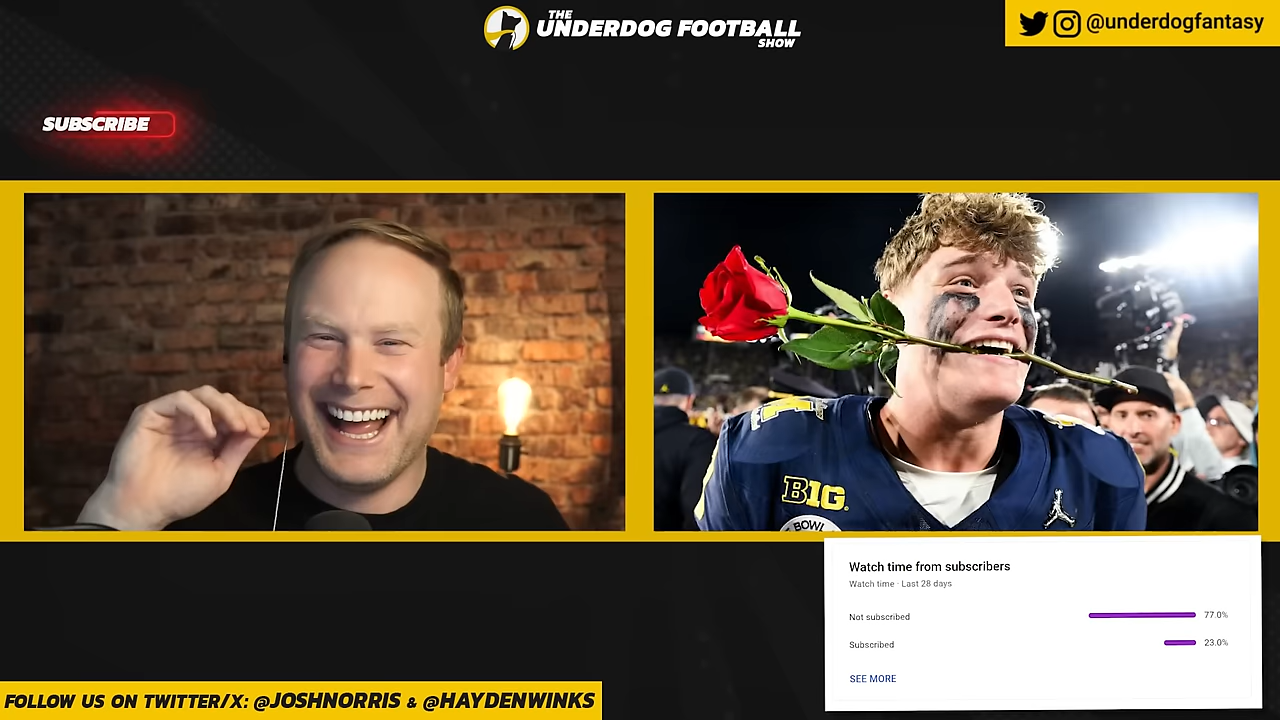 THE
UNDERDOG FOOTBALL
SHOW
@underdogfantasy
SUBSCRIBE
BIG
BOWL
Watch time from subscribers
Watch time · Last 28 days
Not subscribed 77.0%
Subscribed 23.0%
SEE MORE
FOLLOW US ON TWITTER/X: @JOSHNORRIS & @HAYDENWINKS